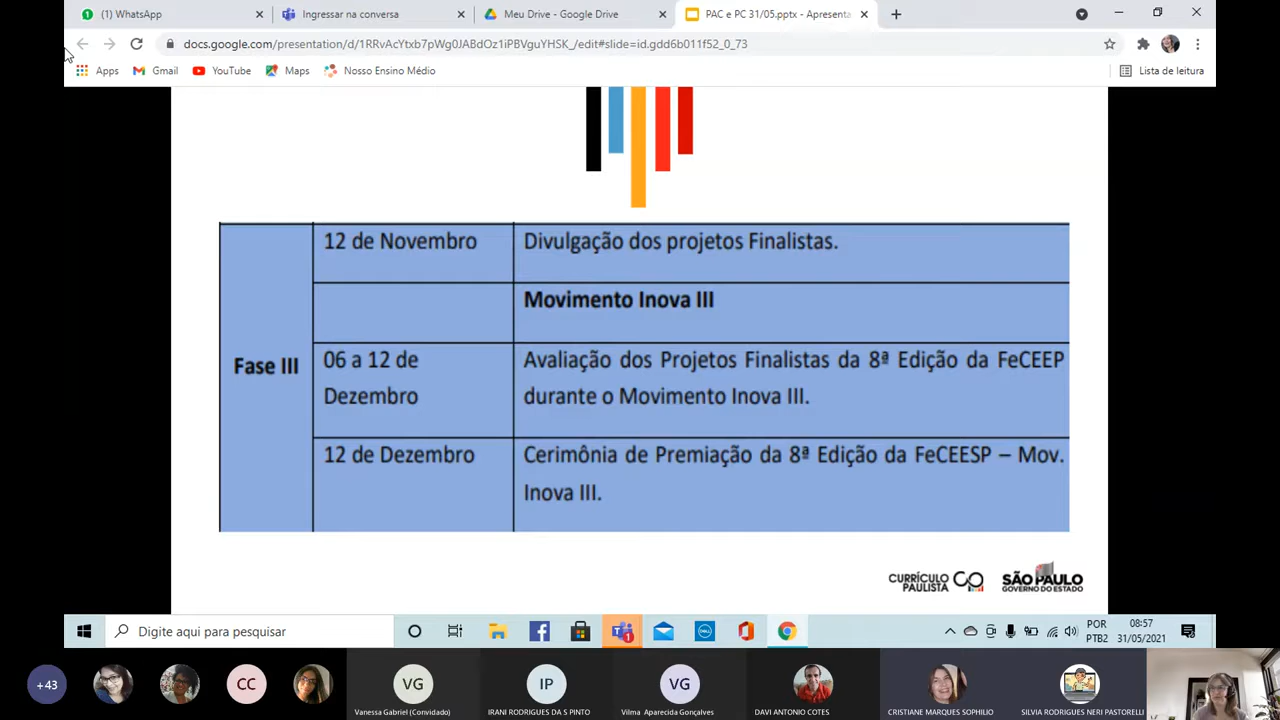 (1) WhatsApp
Ingressar na conversa
Meu Drive - Google Drive
PAC e PC 31/05.pptx - Apresenta
docs.google.com/presentation/d/1RRvAcYtxb7pWg0JABdOz1iPBVguYHSK_/edit#slide=id.gdd6b011f52_0_73
Apps
Gmail
YouTube
Maps
Nosso Ensino Médio
Lista de leitura
12 de Novembro
Divulgação dos projetos Finalistas.
Movimento Inova III
Fase III
06 a 12 de
Dezembro
Avaliação dos Projetos Finalistas da 8ª Edição da FeCEEP
durante o Movimento Inova III.
12 de Dezembro
Cerimônia de Premiação da 8ª Edição da FeCEESP – Mov.
Inova III.
CURRÍCULO
PAULISTA
SÃO PAULO
GOVERNO DO ESTADO
Digite aqui para pesquisar
POR
PTB2
08:57
31/05/2021
+43
CC
VG
Vanessa Gabriel (Convidado)
IP
IRANI RODRIGUES DA S PINTO
VG
Vilma Aparecida Gonçalves
DAVI ANTONIO COTES
CRISTIANE MARQUES SOPHILIO
SILVIA RODRIGUES NERI PASTORELLI